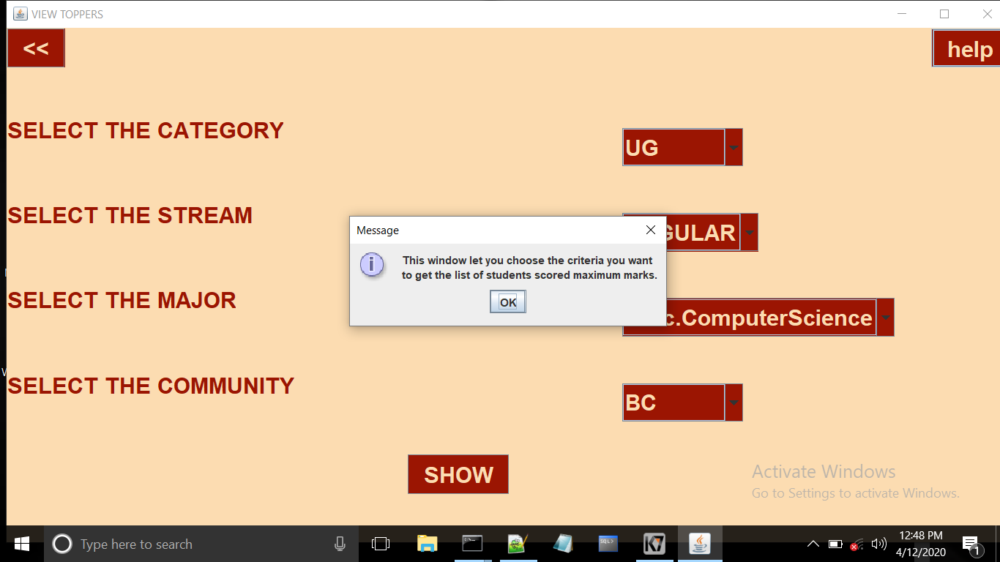 VIEW TOPPERS
<<
help
SELECT THE CATEGORY
UG
SELECT THE STREAM
GULAR
Message
This window let you choose the criteria you want
to get the list of students scored maximum marks.
OK
SELECT THE MAJOR
c.ComputerScience
SELECT THE COMMUNITY
BC
SHOW
Activate Windows
Go to Settings to activate Windows.
Type here to search
SQL>
12:48 PM
4/12/2020
1